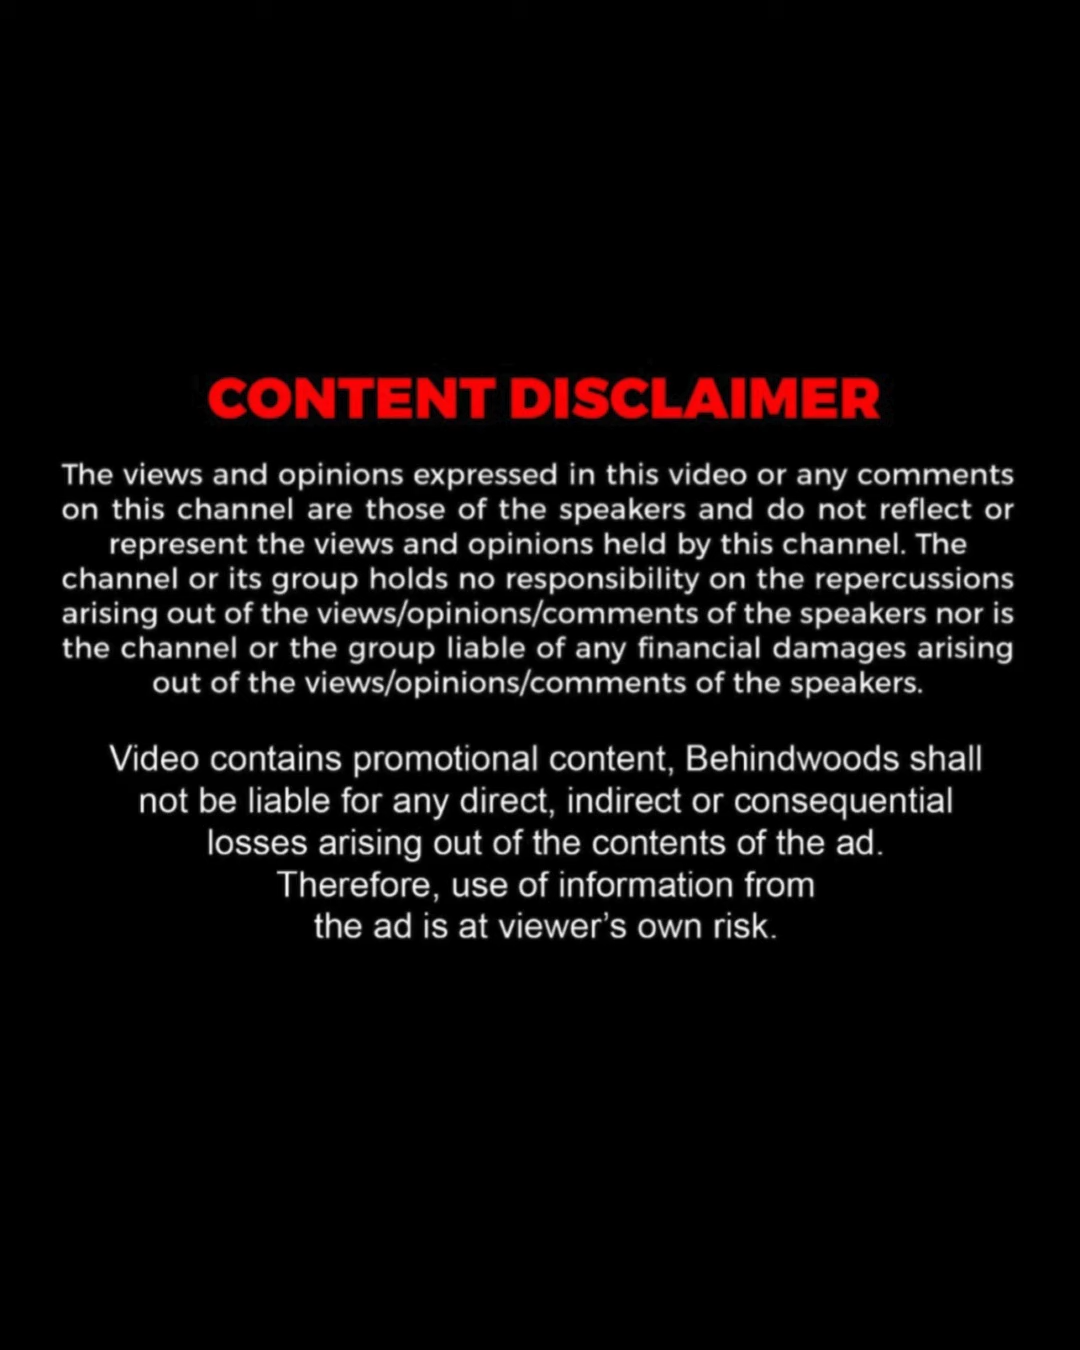 CONTENT DISCLAIMER
The views and opinions expressed in this video or any comments
on this channel are those of the speakers and do not reflect or
represent the views and opinions held by this channel. The
channel or its group holds no responsibility on the repercussions
arising out of the views/opinions/comments of the speakers nor is
the channel or the group liable of any financial damages arising
out of the views/opinions/comments of the speakers.
Video contains promotional content, Behindwoods shall
not be liable for any direct, indirect or consequential
losses arising out of the contents of the ad.
Therefore, use of information from
the ad is at viewer’s own risk.